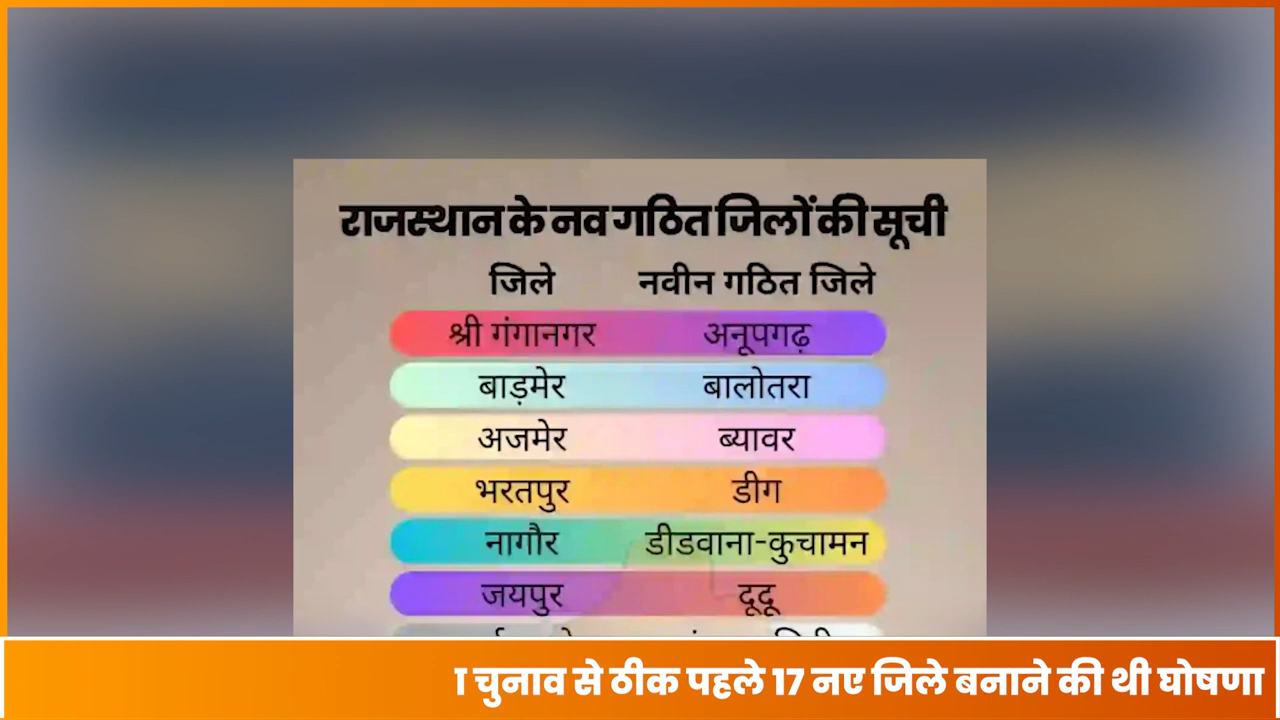 राजस्थान के नव गठित जिलों की सूची
जिले नवीन गठित जिले
श्री गंगानगर अनूपगढ़
बाड़मेर बालोतरा
अजमेर ब्यावर
भरतपुर डीग
नागौर डीडवाना-कुचामन
जयपुर दूदू
चुनाव से ठीक पहले 17 नए जिले बनाने की थी घोषणा